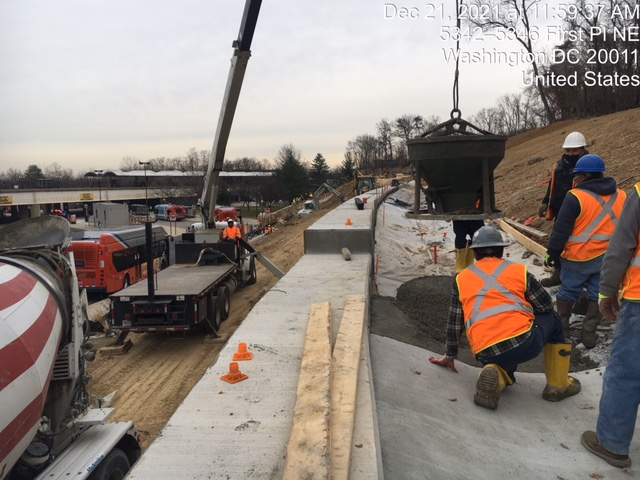 Dec 21, 2021 at 11:59:37 AM
5342–5346 First Pl NE
Washington DC 20011
United States